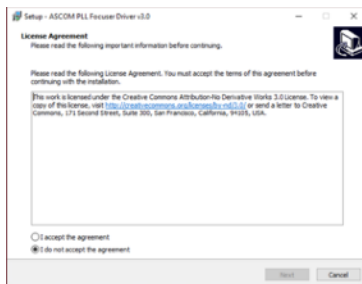 Setup - ASCOM PLL Focuser Driver v3.0
License Agreement
Please read the following important information before continuing.
Please read the following License Agreement. You must accept the terms of this agreement before
continuing with the installation.
This work is licensed under the Creative Commons Attribution-No Derivative Works 3.0 License. To view a
copy of this license, visit http://creativecommons.org/licenses/by-nd/3.0/ or send a letter to Creative
Commons, 171 Second Street, Suite 300, San Francisco, California, 94105, USA.
I accept the agreement
I do not accept the agreement
Next
Cancel